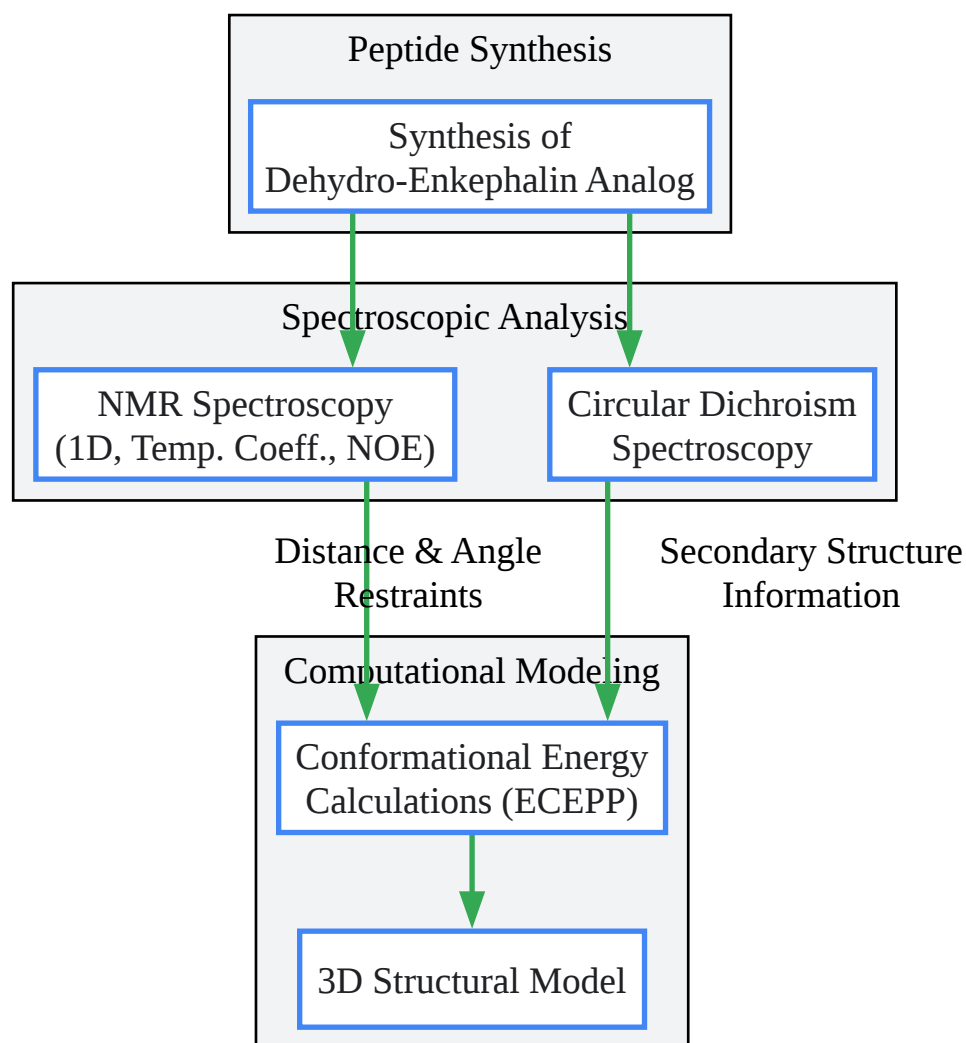 Peptide Synthesis
Synthesis of
Dehydro-Enkephalin Analog
Spectroscopic Analysis
NMR Spectroscopy
(1D, Temp. Coeff., NOE)
Circular Dichroism
Spectroscopy
Distance & Angle
Restraints
Secondary Structure
Information
Computational Modeling
Conformational Energy
Calculations (ECEPP)
3D Structural Model